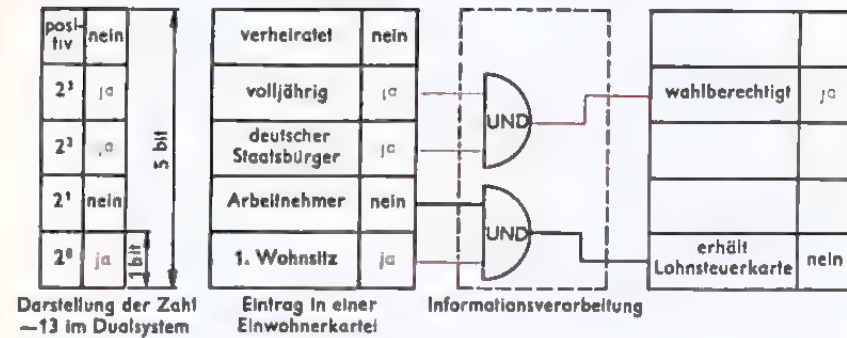 posi-
tiv
nein
2³
ja
2²
ja
2¹
nein
2⁰
ja
1 bit
5 bit
Darstellung der Zahl
—13 im Dualsystem
verheiratet
nein
volljährig
ja
deutscher
Staatsbürger
ja
Arbeitnehmer
nein
1. Wohnsitz
ja
Eintrag in einer
Einwohnerkartei
UND
UND
Informationsverarbeitung
wahlberechtigt
ja
erhält
Lohnsteuerkarte
nein